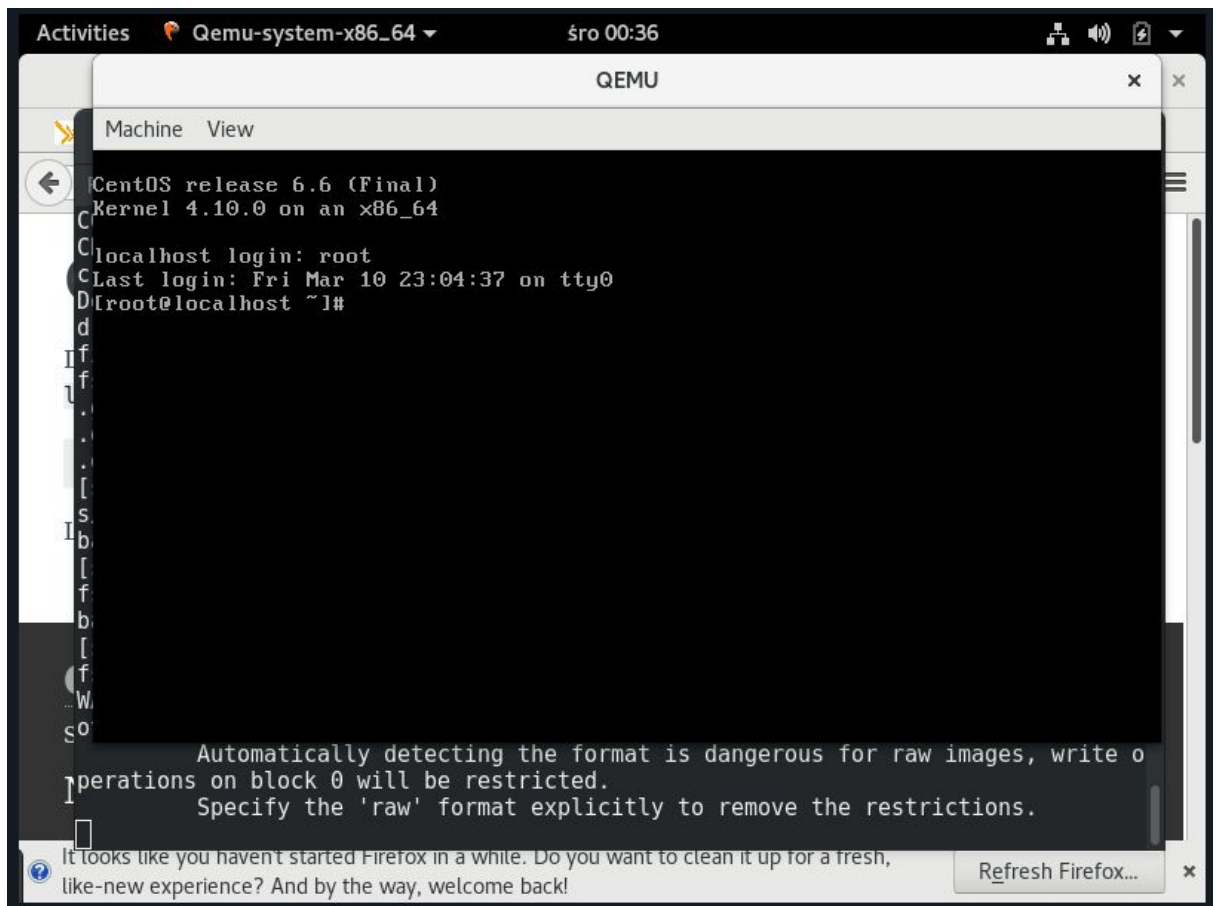 Activities Qemu-system-x86_64 śro 00:36
QEMU
Machine View
CentOS release 6.6 (Final)
Kernel 4.10.0 on an x86_64
localhost login: root
Last login: Fri Mar 10 23:04:37 on tty0
[root@localhost ~]#
Automatically detecting the format is dangerous for raw images, write o
perations on block 0 will be restricted.
Specify the 'raw' format explicitly to remove the restrictions.
It looks like you haven't started Firefox in a while. Do you want to clean it up for a fresh,
like-new experience? And by the way, welcome back!
Refresh Firefox...